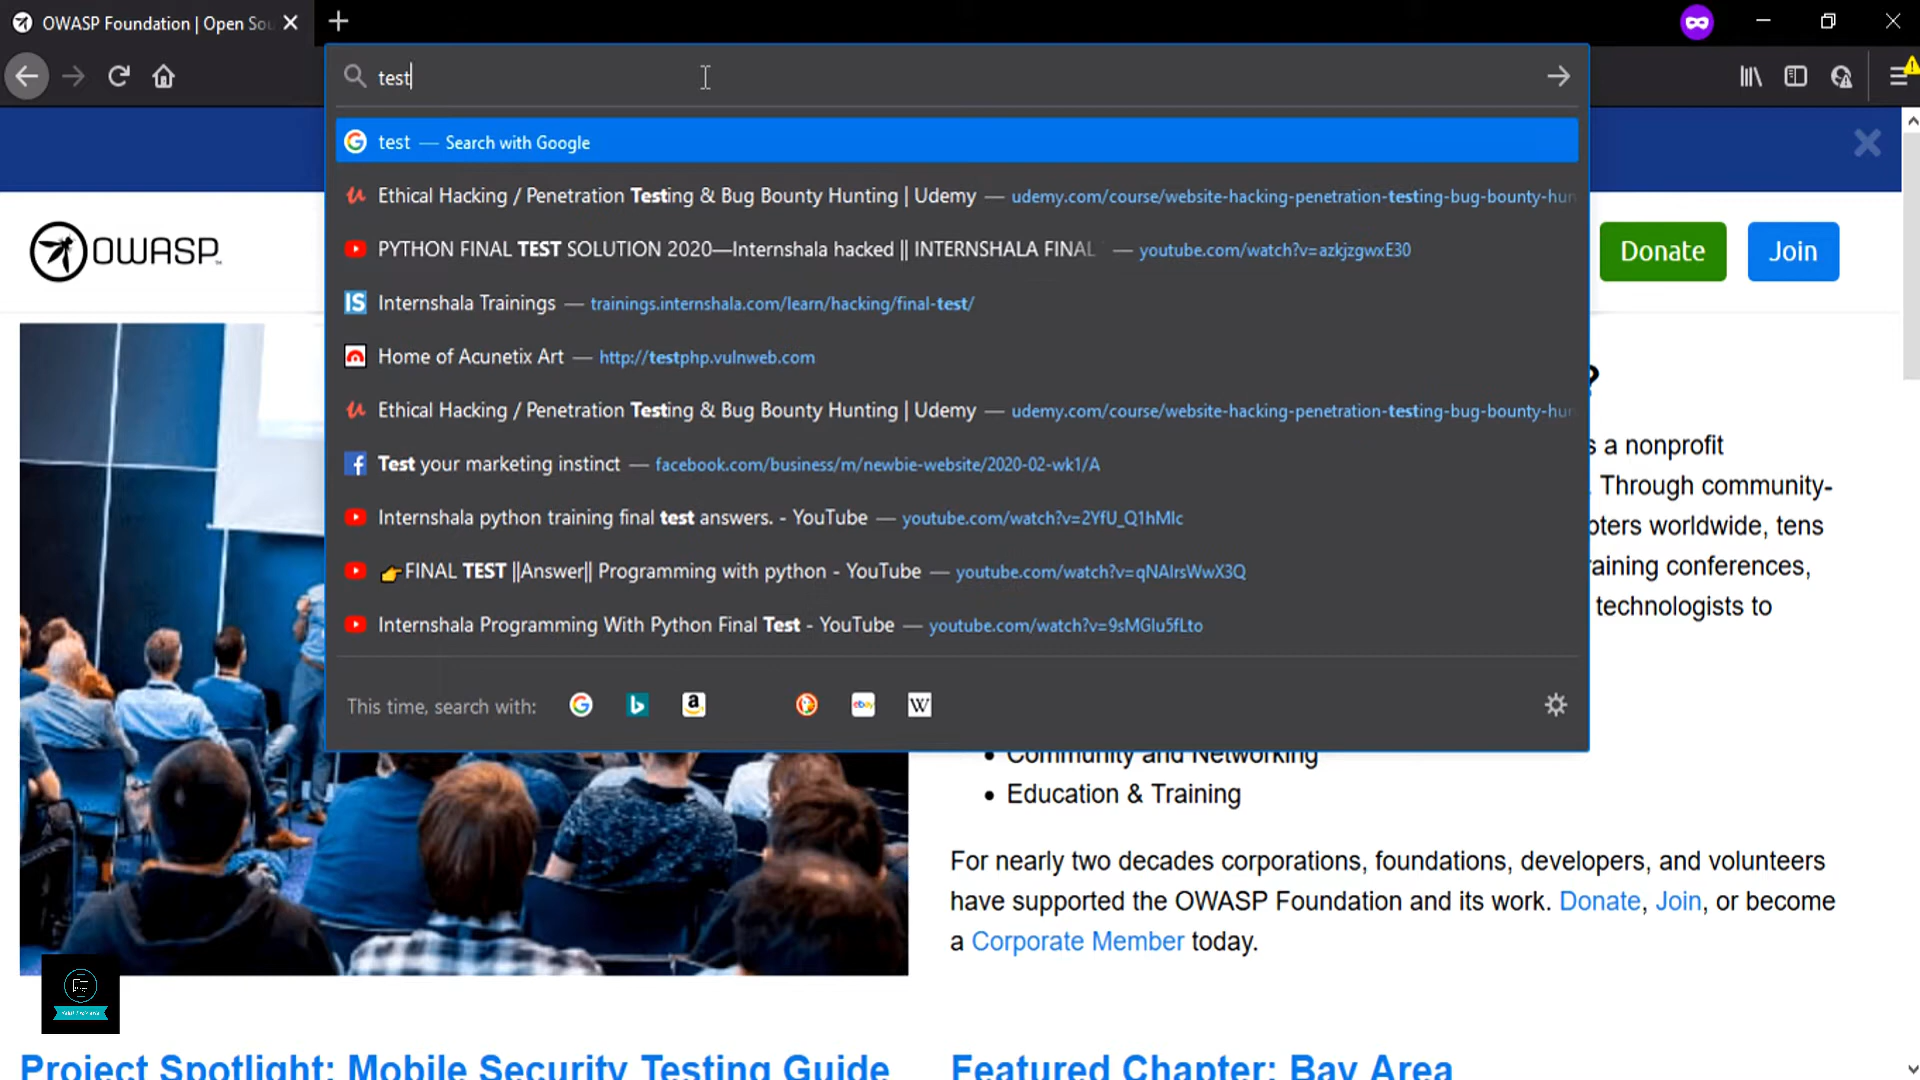 OWASP Foundation | Open Sou
test
test — Search with Google
Ethical Hacking / Penetration Testing & Bug Bounty Hunting | Udemy — udemy.com/course/website-hacking-penetration-testing-bug-bounty-hun
PYTHON FINAL TEST SOLUTION 2020—Internshala hacked || INTERNSHALA FINAL — youtube.com/watch?v=azkjzgwxE30
IS Internshala Trainings — trainings.internshala.com/learn/hacking/final-test/
Home of Acunetix Art — http://testphp.vulnweb.com
Ethical Hacking / Penetration Testing & Bug Bounty Hunting | Udemy — udemy.com/course/website-hacking-penetration-testing-bug-bounty-hun
Test your marketing instinct — facebook.com/business/m/newbie-website/2020-02-wk1/A
Internshala python training final test answers. - YouTube — youtube.com/watch?v=2YfU_Q1hMIc
👉FINAL TEST ||Answer|| Programming with python - YouTube — youtube.com/watch?v=qNAIrsWwX3Q
Internshala Programming With Python Final Test - YouTube — youtube.com/watch?v=9sMGlu5fLto
This time, search with:
OWASP
Donate
Join
?
s a nonprofit
. Through community-
pters worldwide, tens
raining conferences,
technologists to
• Community and Networking
• Education & Training
For nearly two decades corporations, foundations, developers, and volunteers
have supported the OWASP Foundation and its work. Donate, Join, or become
a Corporate Member today.
Project Spotlight: Mobile Security Testing Guide
Featured Chapter: Bay Area